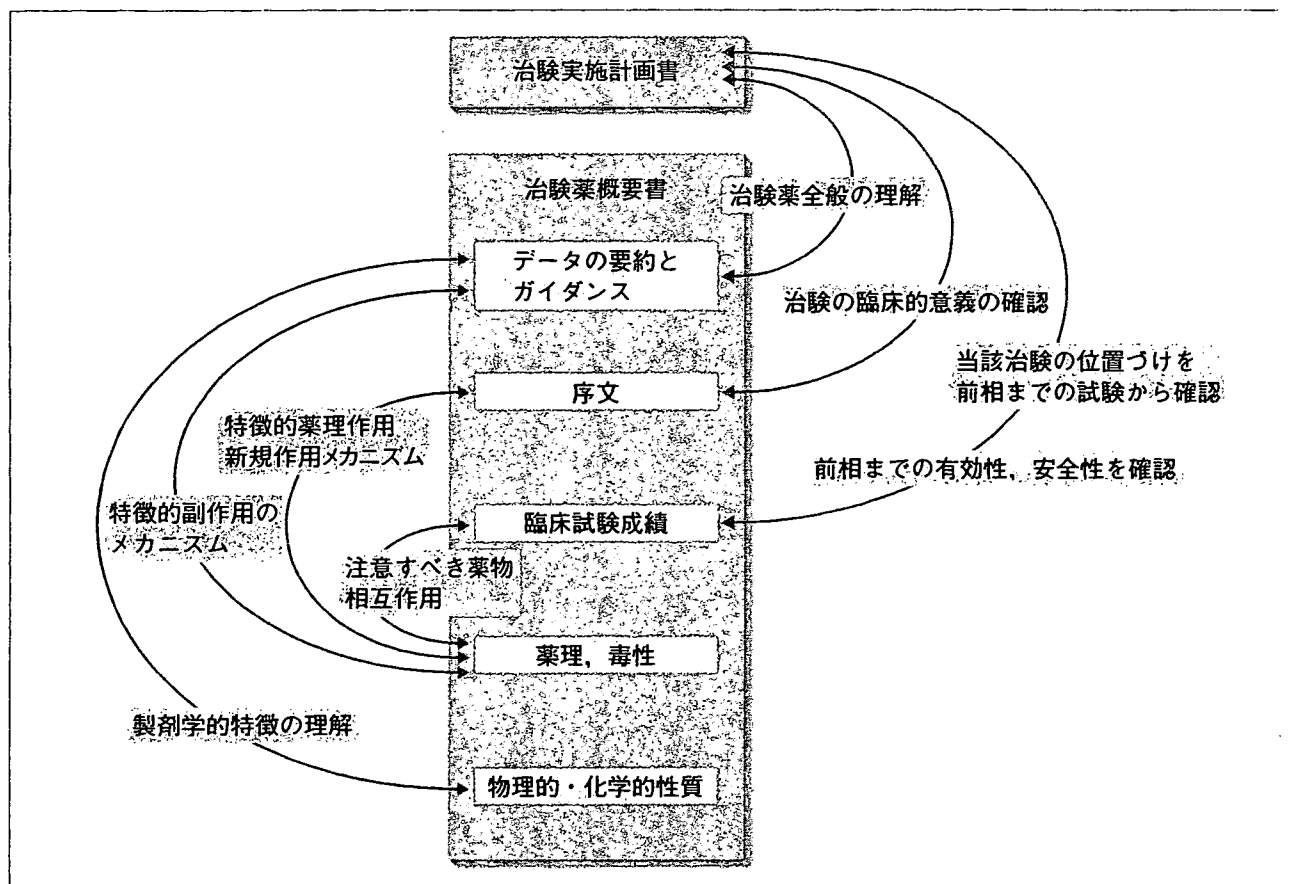 治験実施計画書
治験薬概要書
治験薬全般の理解
データの要約と
ガイダンス
治験の臨床的意義の確認
当該治験の位置づけを
前相までの試験から確認
序文
特徴的薬理作用
新規作用メカニズム
前相までの有効性，安全性を確認
特徴的副作用の
メカニズム
臨床試験成績
注意すべき薬物
相互作用
薬理，毒性
製剤学的特徴の理解
物理的・化学的性質